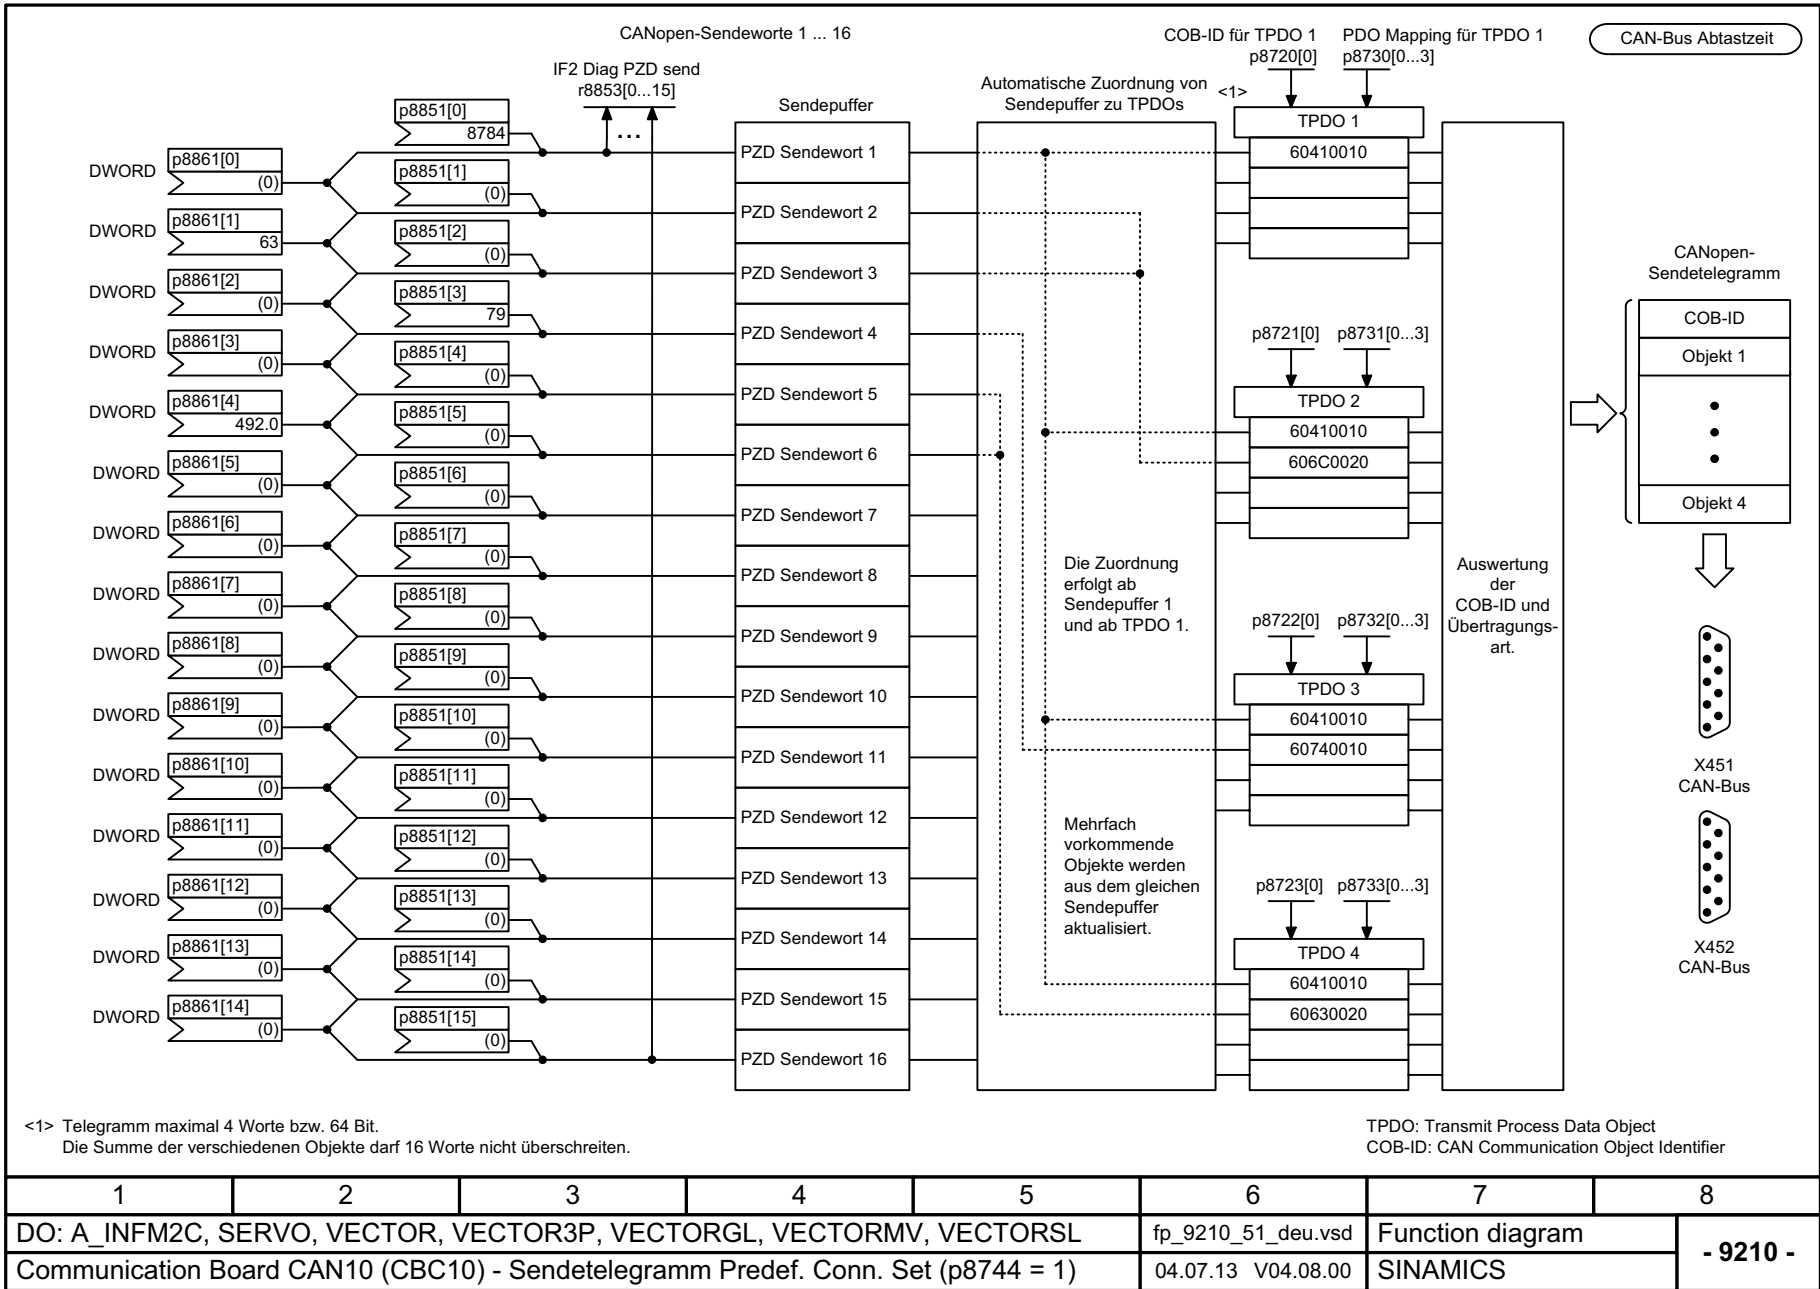 CANopen-Sendeworte 1 ... 16
COB-ID für TPDO 1
p8720[0]
PDO Mapping für TPDO 1
p8730[0...3]
CAN-Bus Abtastzeit
IF2 Diag PZD send
r8853[0...15]
...
Sendepuffer
Automatische Zuordnung von
Sendepuffer zu TPDOs
<1>
DWORD
p8861[0]
(0)
DWORD
p8861[1]
63
DWORD
p8861[2]
(0)
DWORD
p8861[3]
(0)
DWORD
p8861[4]
492.0
DWORD
p8861[5]
(0)
DWORD
p8861[6]
(0)
DWORD
p8861[7]
(0)
DWORD
p8861[8]
(0)
DWORD
p8861[9]
(0)
DWORD
p8861[10]
(0)
DWORD
p8861[11]
(0)
DWORD
p8861[12]
(0)
DWORD
p8861[13]
(0)
DWORD
p8861[14]
(0)
p8851[0]
8784
p8851[1]
(0)
p8851[2]
(0)
p8851[3]
79
p8851[4]
(0)
p8851[5]
(0)
p8851[6]
(0)
p8851[7]
(0)
p8851[8]
(0)
p8851[9]
(0)
p8851[10]
(0)
p8851[11]
(0)
p8851[12]
(0)
p8851[13]
(0)
p8851[14]
(0)
p8851[15]
(0)
PZD Sendewort 1
PZD Sendewort 2
PZD Sendewort 3
PZD Sendewort 4
PZD Sendewort 5
PZD Sendewort 6
PZD Sendewort 7
PZD Sendewort 8
PZD Sendewort 9
PZD Sendewort 10
PZD Sendewort 11
PZD Sendewort 12
PZD Sendewort 13
PZD Sendewort 14
PZD Sendewort 15
PZD Sendewort 16
Die Zuordnung
erfolgt ab
Sendepuffer 1
und ab TPDO 1.
Mehrfach
vorkommende
Objekte werden
aus dem gleichen
Sendepuffer
aktualisiert.
TPDO 1
60410010
p8721[0]
p8731[0...3]
TPDO 2
60410010
606C0020
p8722[0]
p8732[0...3]
TPDO 3
60410010
60740010
p8723[0]
p8733[0...3]
TPDO 4
60410010
60630020
Auswertung
der
COB-ID und
Übertragungs-
art.
CANopen-
Sendetelegramm
COB-ID
Objekt 1
Objekt 4
X451
CAN-Bus
X452
CAN-Bus
<1> Telegramm maximal 4 Worte bzw. 64 Bit.
Die Summe der verschiedenen Objekte darf 16 Worte nicht überschreiten.
TPDO: Transmit Process Data Object
COB-ID: CAN Communication Object Identifier
1 2 3 4 5 6 7 8
DO: A_INFM2C, SERVO, VECTOR, VECTOR3P, VECTORGL, VECTORMV, VECTORSL
fp_9210_51_deu.vsd
Function diagram
- 9210 -
Communication Board CAN10 (CBC10) - Sendetelegramm Predef. Conn. Set (p8744 = 1)
04.07.13 V04.08.00
SINAMICS